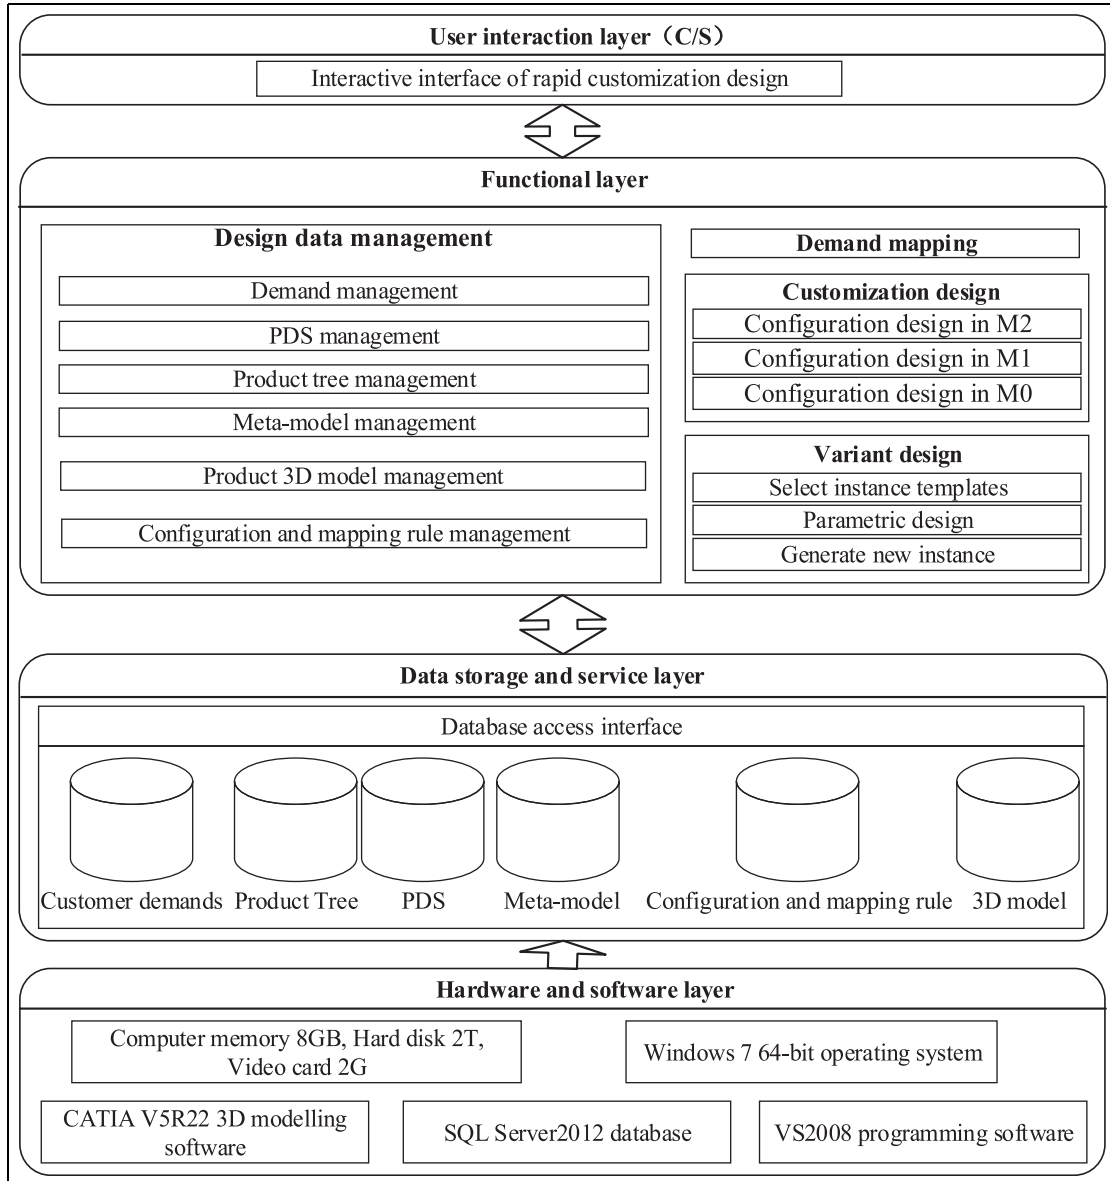 User interaction layer（C/S）
Interactive interface of rapid customization design
Functional layer
Design data management
Demand management
PDS management
Product tree management
Meta-model management
Product 3D model management
Configuration and mapping rule management
Demand mapping
Customization design
Configuration design in M2
Configuration design in M1
Configuration design in M0
Variant design
Select instance templates
Parametric design
Generate new instance
Data storage and service layer
Database access interface
Customer demands
Product Tree
PDS
Meta-model
Configuration and mapping rule
3D model
Hardware and software layer
Computer memory 8GB, Hard disk 2T,
Video card 2G
Windows 7 64-bit operating system
CATIA V5R22 3D modelling
software
SQL Server2012 database
VS2008 programming software